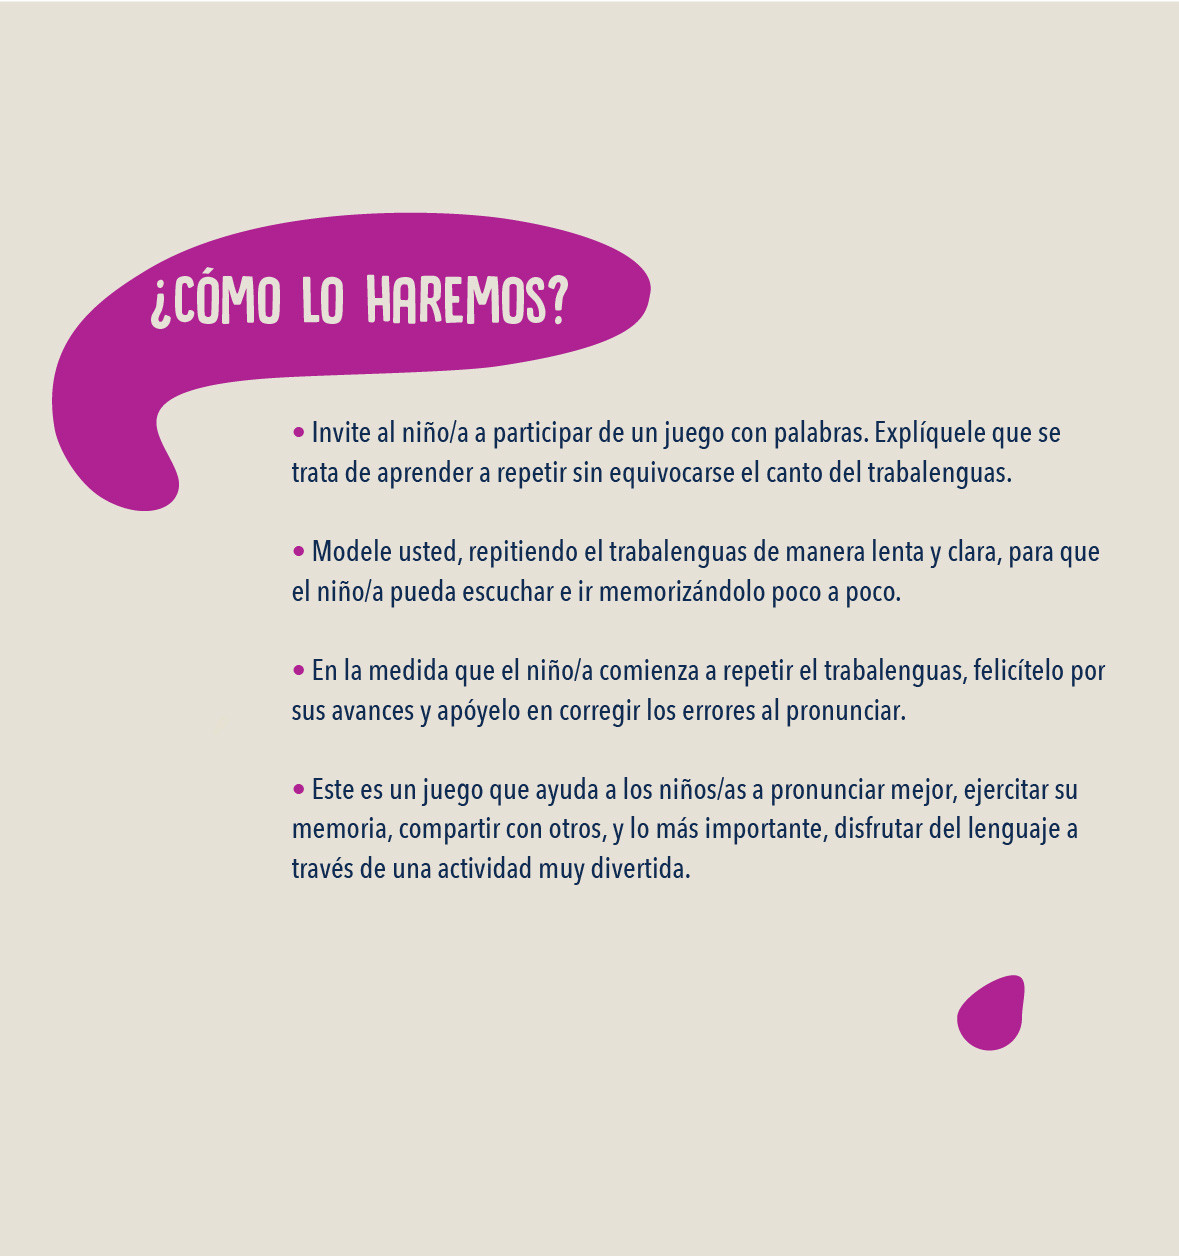 ¿CÓMO LO HAREMOS?
• Invite al niño/a a participar de un juego con palabras. Explíquele que se
trata de aprender a repetir sin equivocarse el canto del trabalenguas.
• Modele usted, repitiendo el trabalenguas de manera lenta y clara, para que
el niño/a pueda escuchar e ir memorizándolo poco a poco.
• En la medida que el niño/a comienza a repetir el trabalenguas, felicítelo por
sus avances y apóyelo en corregir los errores al pronunciar.
• Este es un juego que ayuda a los niños/as a pronunciar mejor, ejercitar su
memoria, compartir con otros, y lo más importante, disfrutar del lenguaje a
través de una actividad muy divertida.